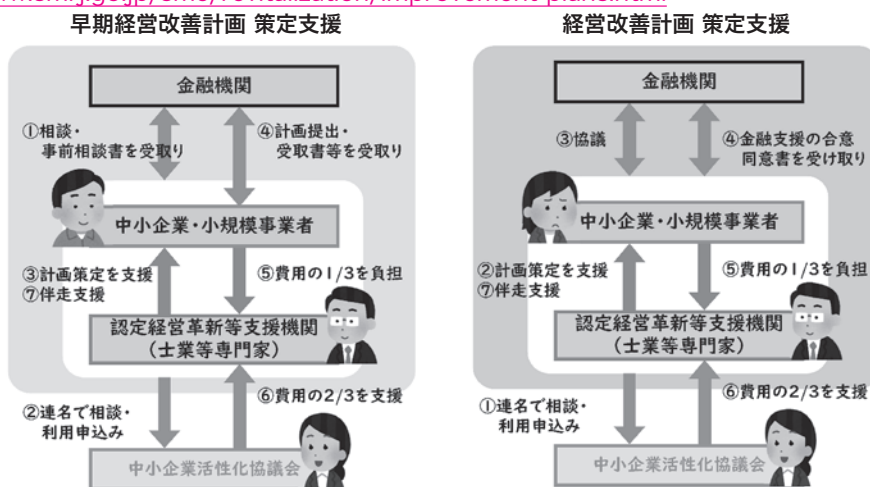 早期経営改善計画 策定支援
金融機関
①相談・
事前相談書を受取り
④計画提出・
受取書等を受取り
中小企業・小規模事業者
③計画策定を支援
⑦伴走支援
⑤費用の1/3を負担
認定経営革新等支援機関
(士業等専門家)
②連名で相談・
利用申込み
⑥費用の2/3を支援
中小企業活性化協議会
経営改善計画 策定支援
金融機関
③協議
④金融支援の合意
同意書を受け取り
中小企業・小規模事業者
②計画策定を支援
⑦伴走支援
⑤費用の1/3を負担
認定経営革新等支援機関
(士業等専門家)
①連名で相談・
利用申込み
⑥費用の2/3を支援
中小企業活性化協議会